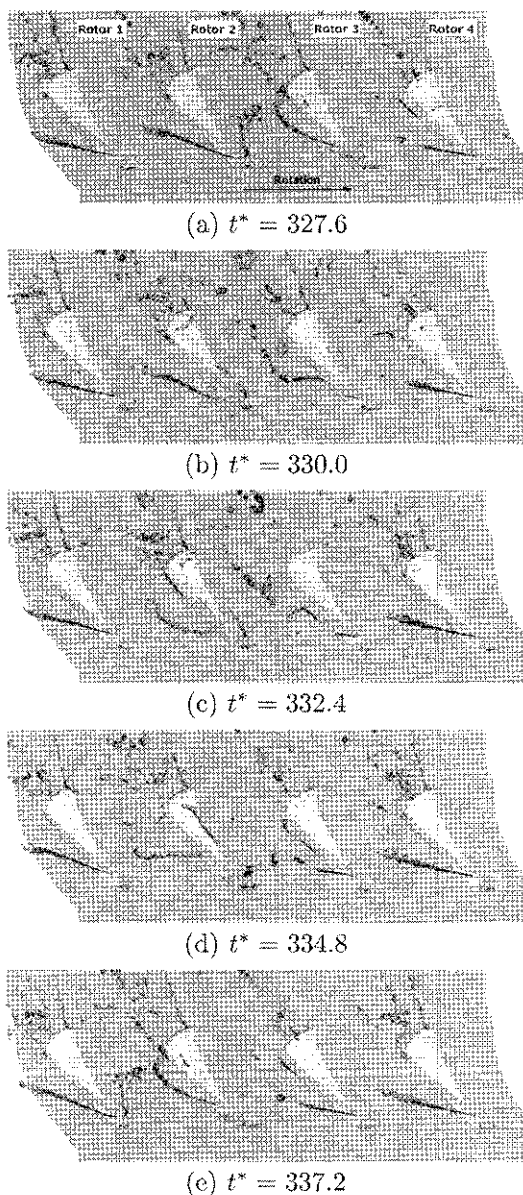 Rotor 1 Rotor 2 Rotor 3 Rotor 4
Rotation
(a) t* = 327.6
(b) t* = 330.0
(c) t* = 332.4
(d) t* = 334.8
(e) t* = 337.2